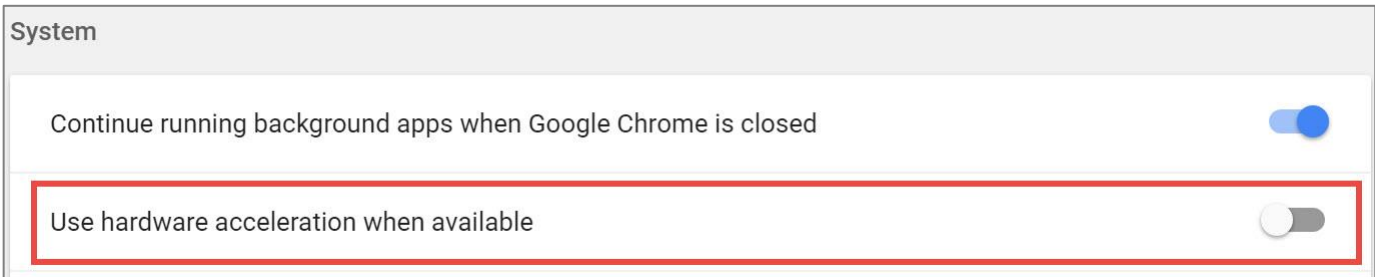 System
Continue running background apps when Google Chrome is closed
Use hardware acceleration when available